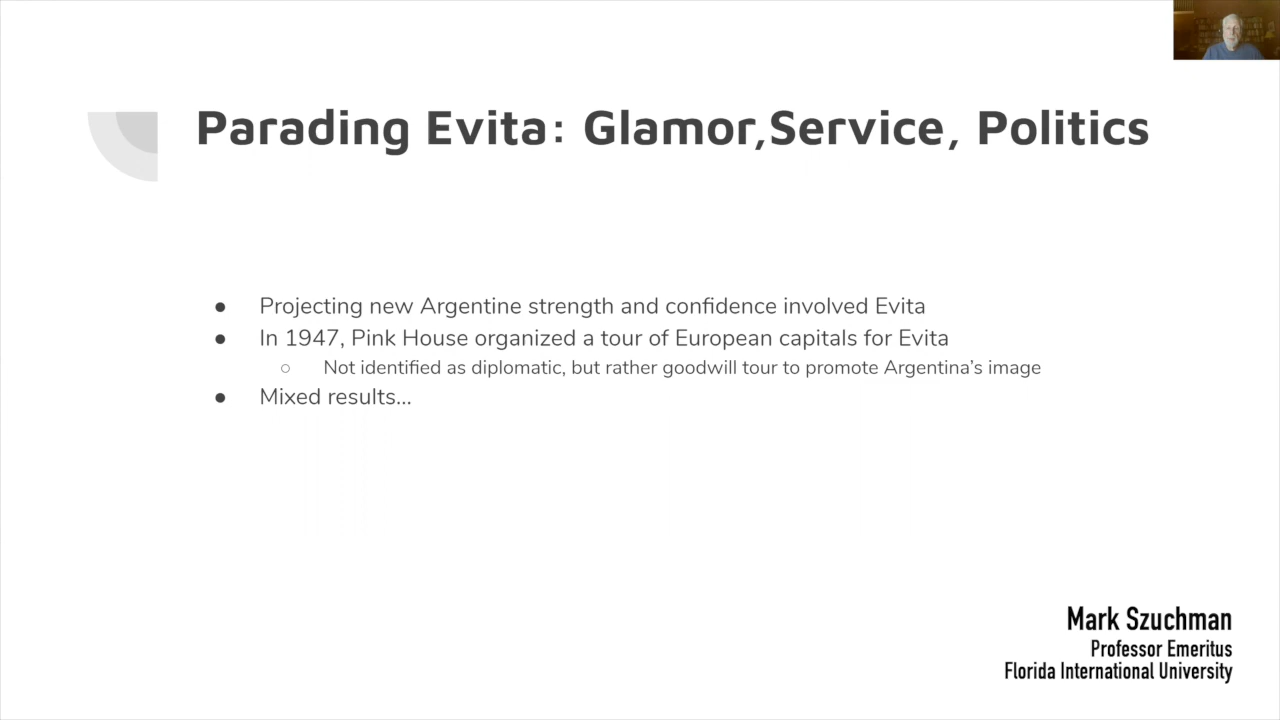 Parading Evita: Glamor,Service, Politics
● Projecting new Argentine strength and confidence involved Evita
● In 1947, Pink House organized a tour of European capitals for Evita
○ Not identified as diplomatic, but rather goodwill tour to promote Argentina’s image
● Mixed results...
Mark Szuchman
Professor Emeritus
Florida International University